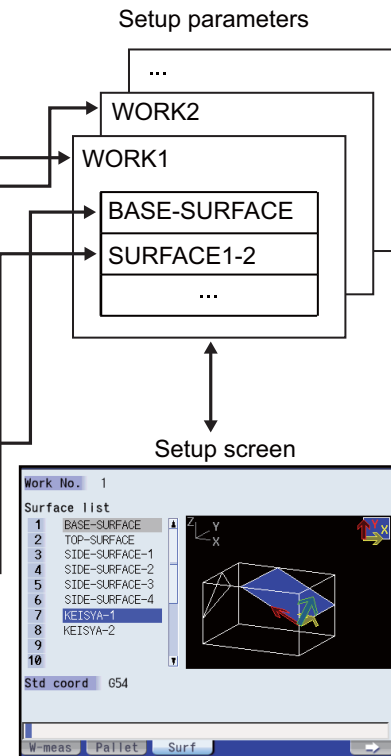 Setup parameters
...
WORK2
WORK1
BASE-SURFACE
SURFACE1-2
...
Setup screen
Work No. 1
Surface list
1 BASE-SURFACE
2 TOP-SURFACE
3 SIDE-SURFACE-1
4 SIDE-SURFACE-2
5 SIDE-SURFACE-3
6 SIDE-SURFACE-4
7 KEISYA-1
8 KEISYA-2
9
10
Z Y
X
Y
X
Std coord G54
W-meas Pallet Surf